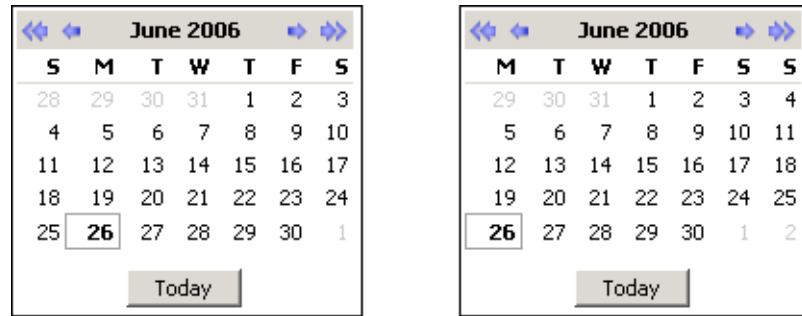 June 2006
S M T W T F S
28 29 30 31 1 2 3
4 5 6 7 8 9 10
11 12 13 14 15 16 17
18 19 20 21 22 23 24
25 26 27 28 29 30 1
Today
June 2006
M T W T F S S
29 30 31 1 2 3 4
5 6 7 8 9 10 11
12 13 14 15 16 17 18
19 20 21 22 23 24 25
26 27 28 29 30 1 2
Today